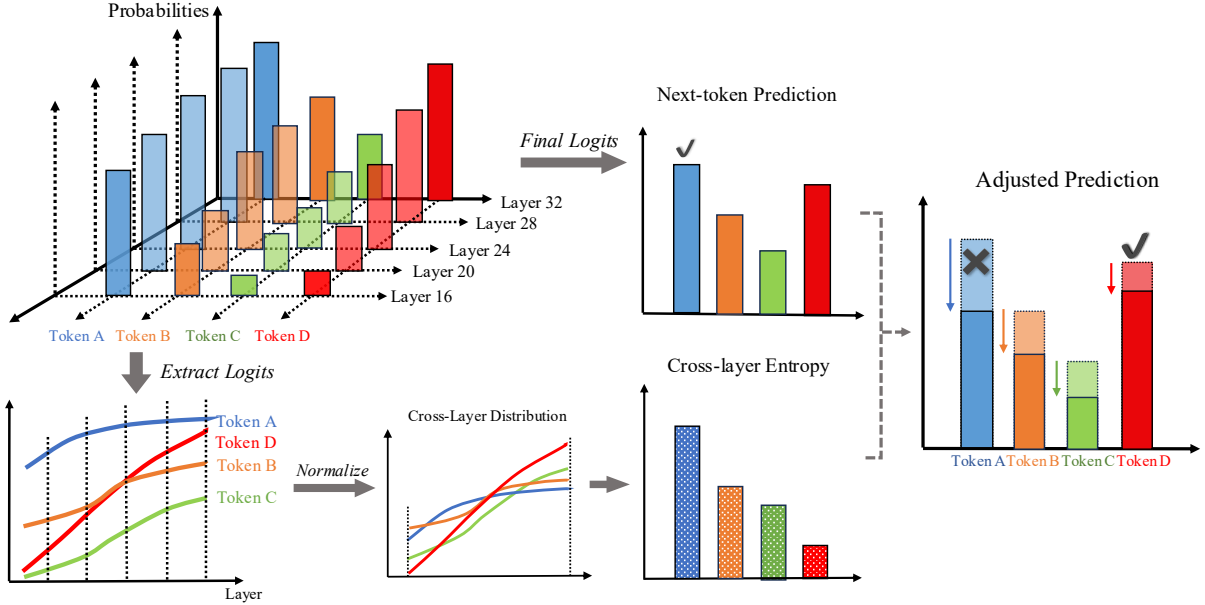 Probabilities
Layer 32
Layer 28
Layer 24
Layer 20
Layer 16
Token A
Token B
Token C
Token D
Final Logits
Next-token Prediction
Adjusted Prediction
Token A
Token B
Token C
Token D
Extract Logits
Token A
Token D
Token B
Token C
Layer
Normalize
Cross-Layer Distribution
Cross-layer Entropy